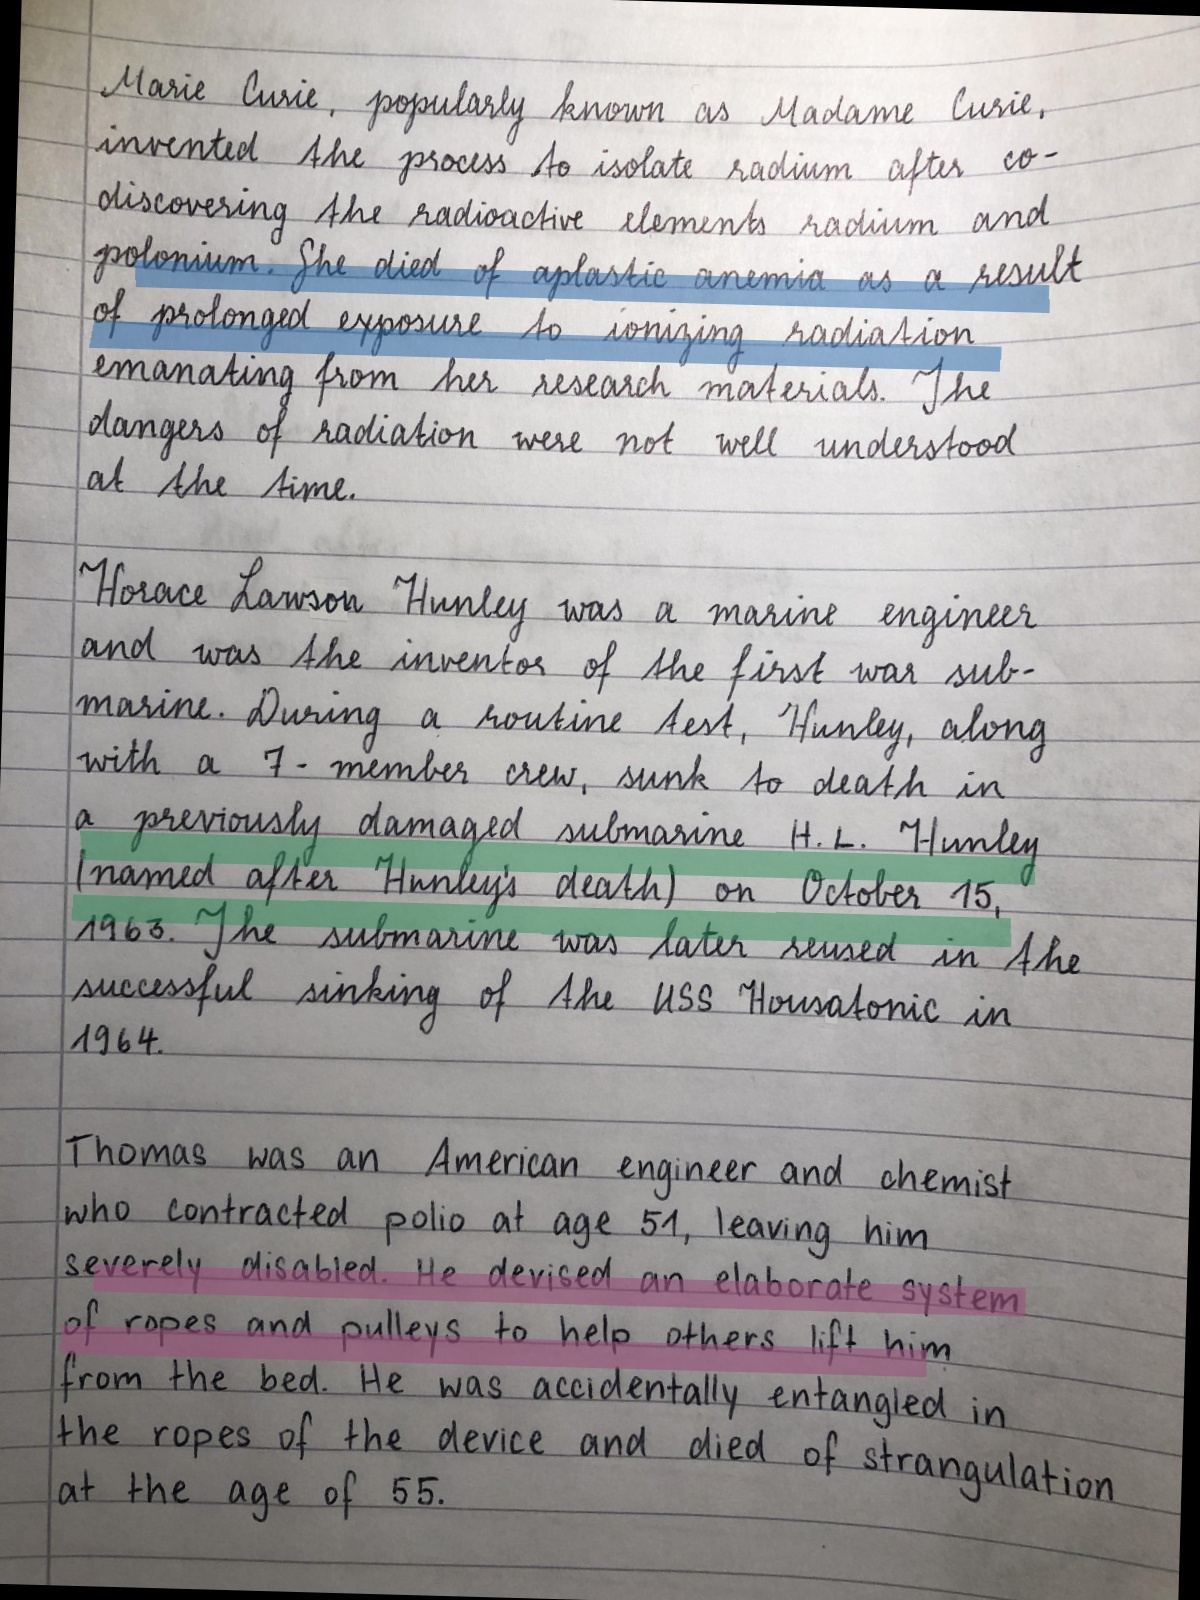 Marie Curie, popularly known as Madame Curie,
invented the process to isolate radium after co-
discovering the radioactive elements radium and
polonium. She died of aplastic anemia as a result
of prolonged exposure to ionizing radiation
emanating from her research materials. The
dangers of radiation were not well understood
at the time.
Horace Lawson Hunley was a marine engineer
and was the inventor of the first war sub-
marine. During a routine test, Hunley, along
with a 7-member crew, sunk to death in
a previously damaged submarine H.L. Hunley
(named after Hunley's death) on October 15,
1963. The submarine was later reused in the
successful sinking of the USS Housatonic in
1964.
Thomas was an American engineer and chemist
who contracted polio at age 51, leaving him
severely disabled. He devised an elaborate system
of ropes and pulleys to help others lift him
from the bed. He was accidentally entangled in
the ropes of the device and died of strangulation
at the age of 55.